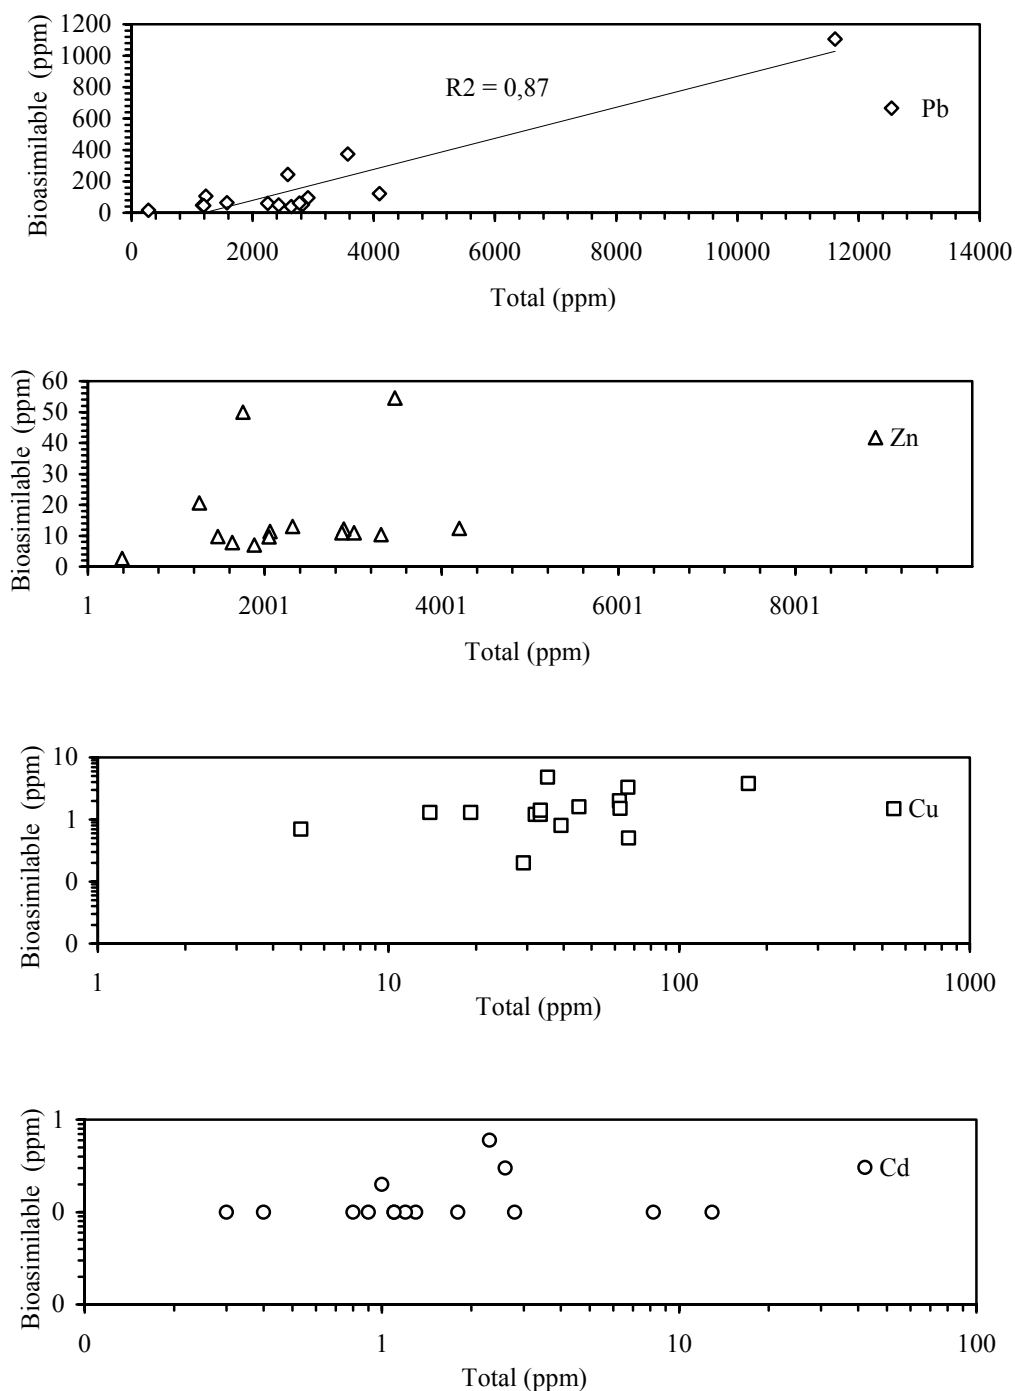 1200
1000
800
600
400
200
0
Bioasimilable (ppm)
R2 = 0,87
Pb
0 2000 4000 6000 8000 10000 12000 14000
Total (ppm)
60
50
40
30
20
10
0
Bioasimilable (ppm)
Zn
1 2001 4001 6001 8001
Total (ppm)
10
1
0
0
Bioasimilable (ppm)
Cu
1 10 100 1000
Total (ppm)
1
0
0
Bioasimilable (ppm)
Cd
0 1 10 100
Total (ppm)